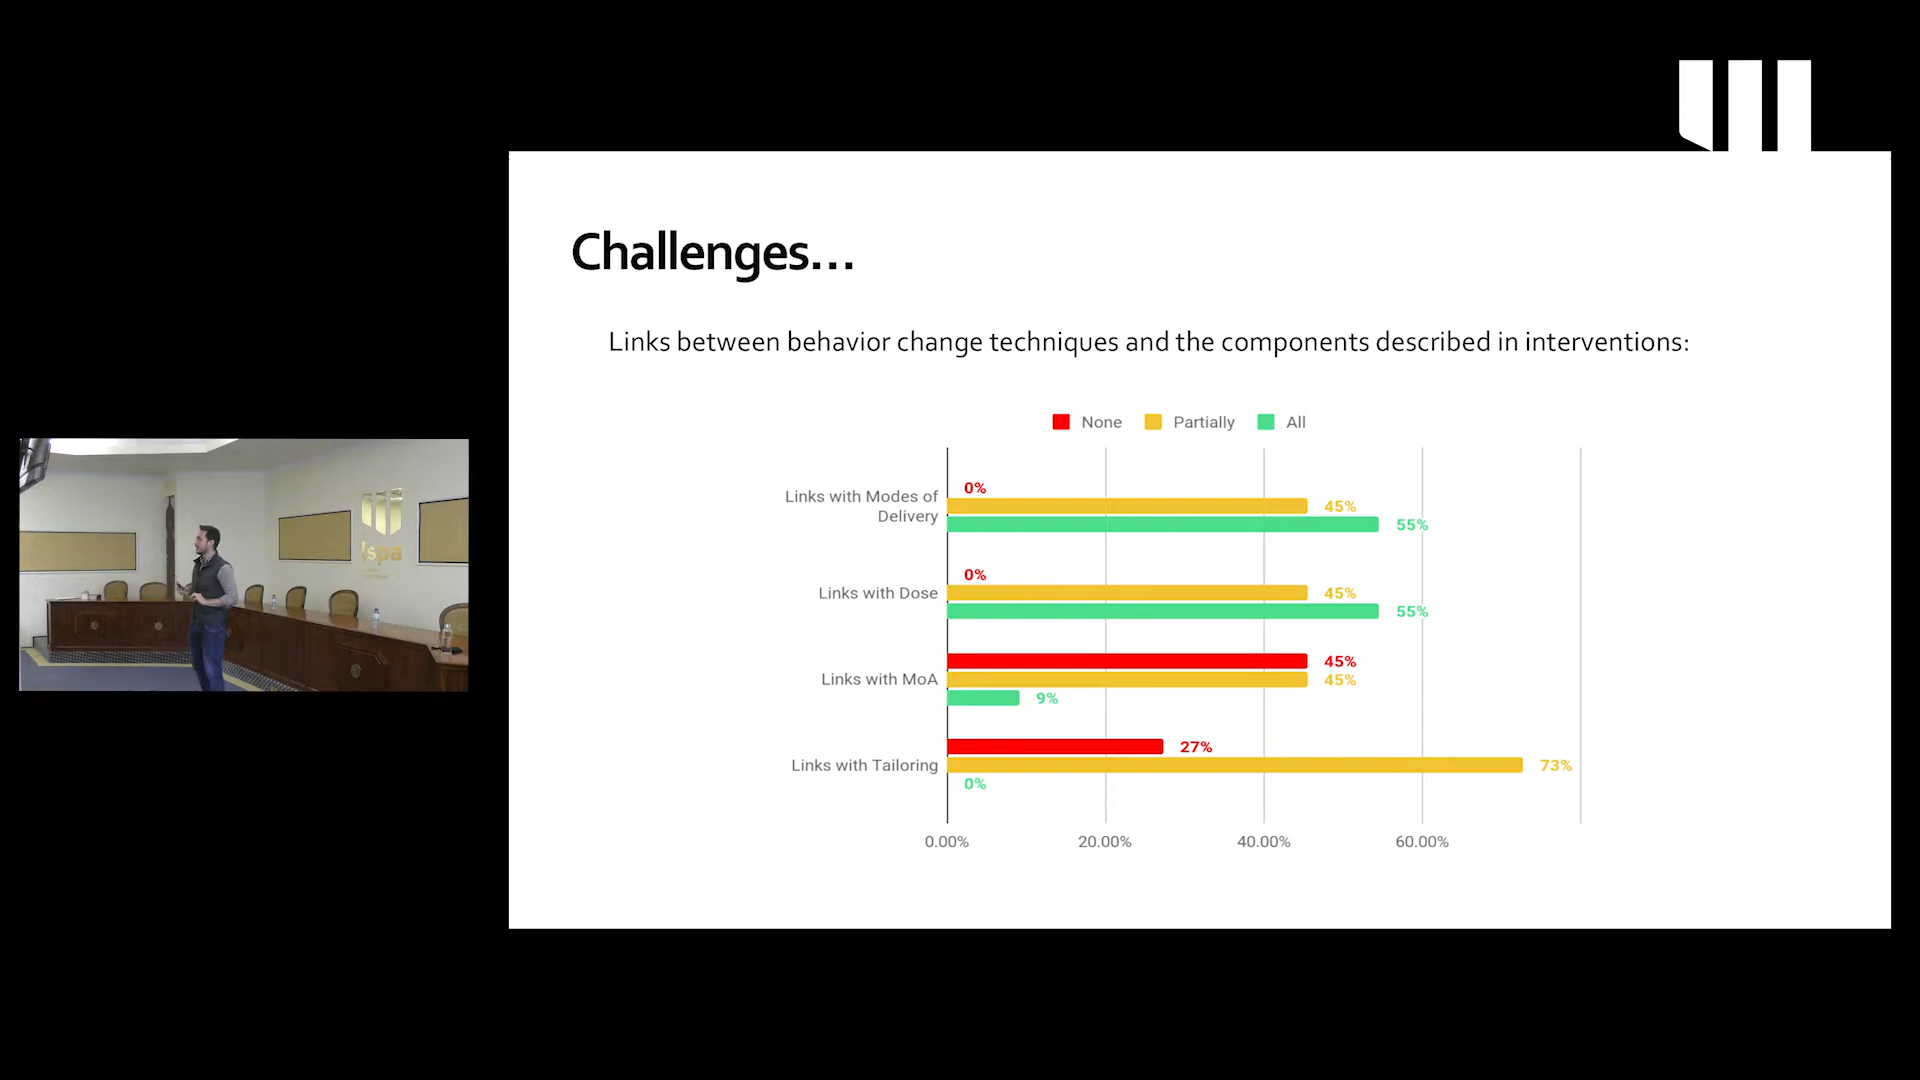 Challenges...
Links between behavior change techniques and the components described in interventions:
None Partially All
Links with Modes of
Delivery
0%
45%
55%
Links with Dose
0%
45%
55%
Links with MoA
45%
45%
9%
Links with Tailoring
27%
73%
0%
0.00% 20.00% 40.00% 60.00%
Ispa